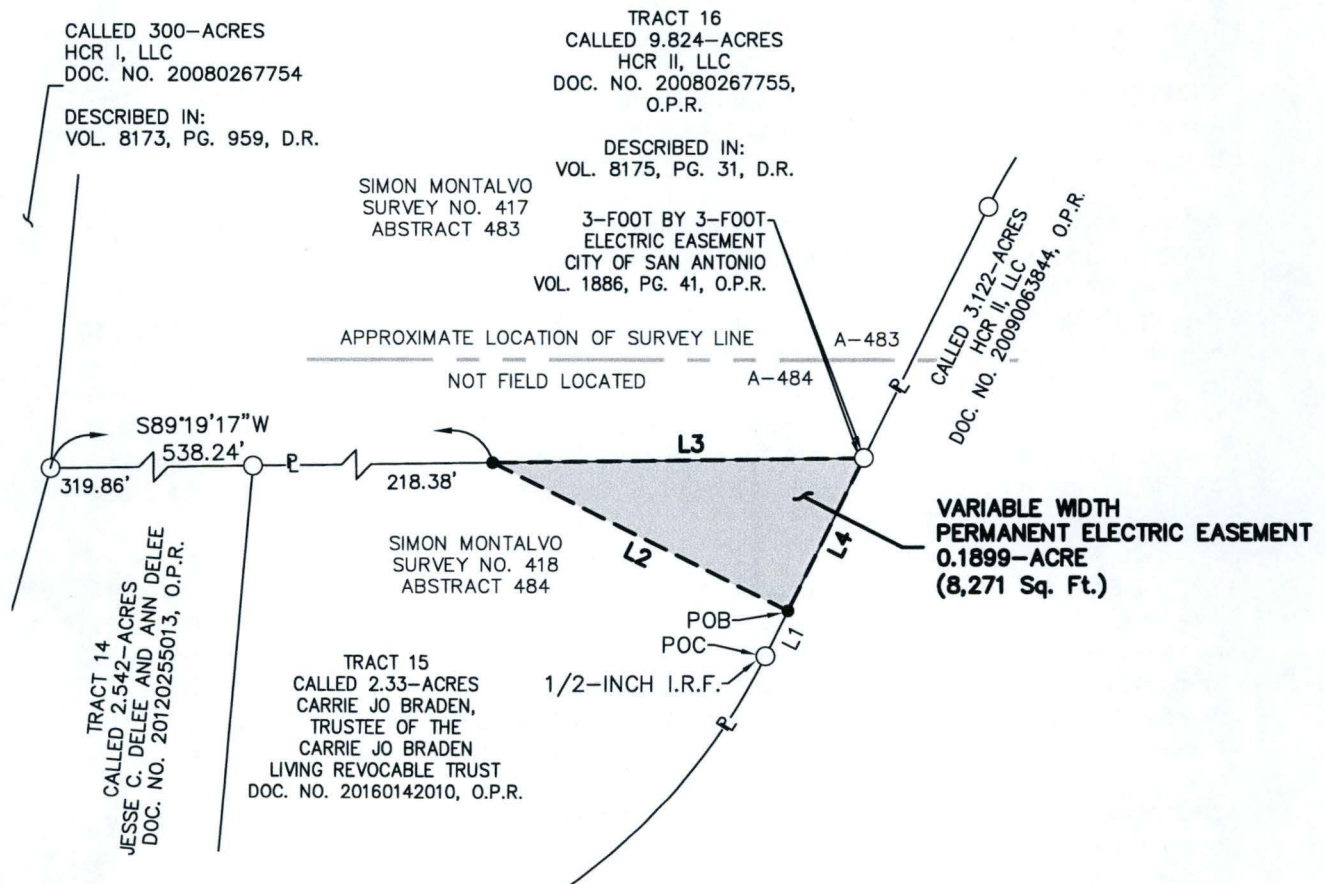 CALLED 300-ACRES
HCR I, LLC
DOC. NO. 20080267754
DESCRIBED IN:
VOL. 8173, PG. 959, D.R.
TRACT 16
CALLED 9.824-ACRES
HCR II, LLC
DOC. NO. 20080267755,
O.P.R.
DESCRIBED IN:
VOL. 8175, PG. 31, D.R.
SIMON MONTALVO
SURVEY NO. 417
ABSTRACT 483
3-FOOT BY 3-FOOT
ELECTRIC EASEMENT
CITY OF SAN ANTONIO
VOL. 1886, PG. 41, O.P.R.
CALLED 3.122-ACRES
HCR II, LLC
DOC. NO. 20090063844, O.P.R.
APPROXIMATE LOCATION OF SURVEY LINE
A-483
NOT FIELD LOCATED
A-484
S89°19'17"W
538.24'
319.86'
PL
218.38'
L3
PL
L2
L4
VARIABLE WIDTH
PERMANENT ELECTRIC EASEMENT
0.1899-ACRE
(8,271 Sq. Ft.)
SIMON MONTALVO
SURVEY NO. 418
ABSTRACT 484
POB
L1
POC
1/2-INCH I.R.F.
PL
TRACT 14
CALLED 2.542-ACRES
JESSE C. DELEE AND ANN DELEE
DOC. NO. 20120255013, O.P.R.
TRACT 15
CALLED 2.33-ACRES
CARRIE JO BRADEN,
TRUSTEE OF THE
CARRIE JO BRADEN
LIVING REVOCABLE TRUST
DOC. NO. 20160142010, O.P.R.